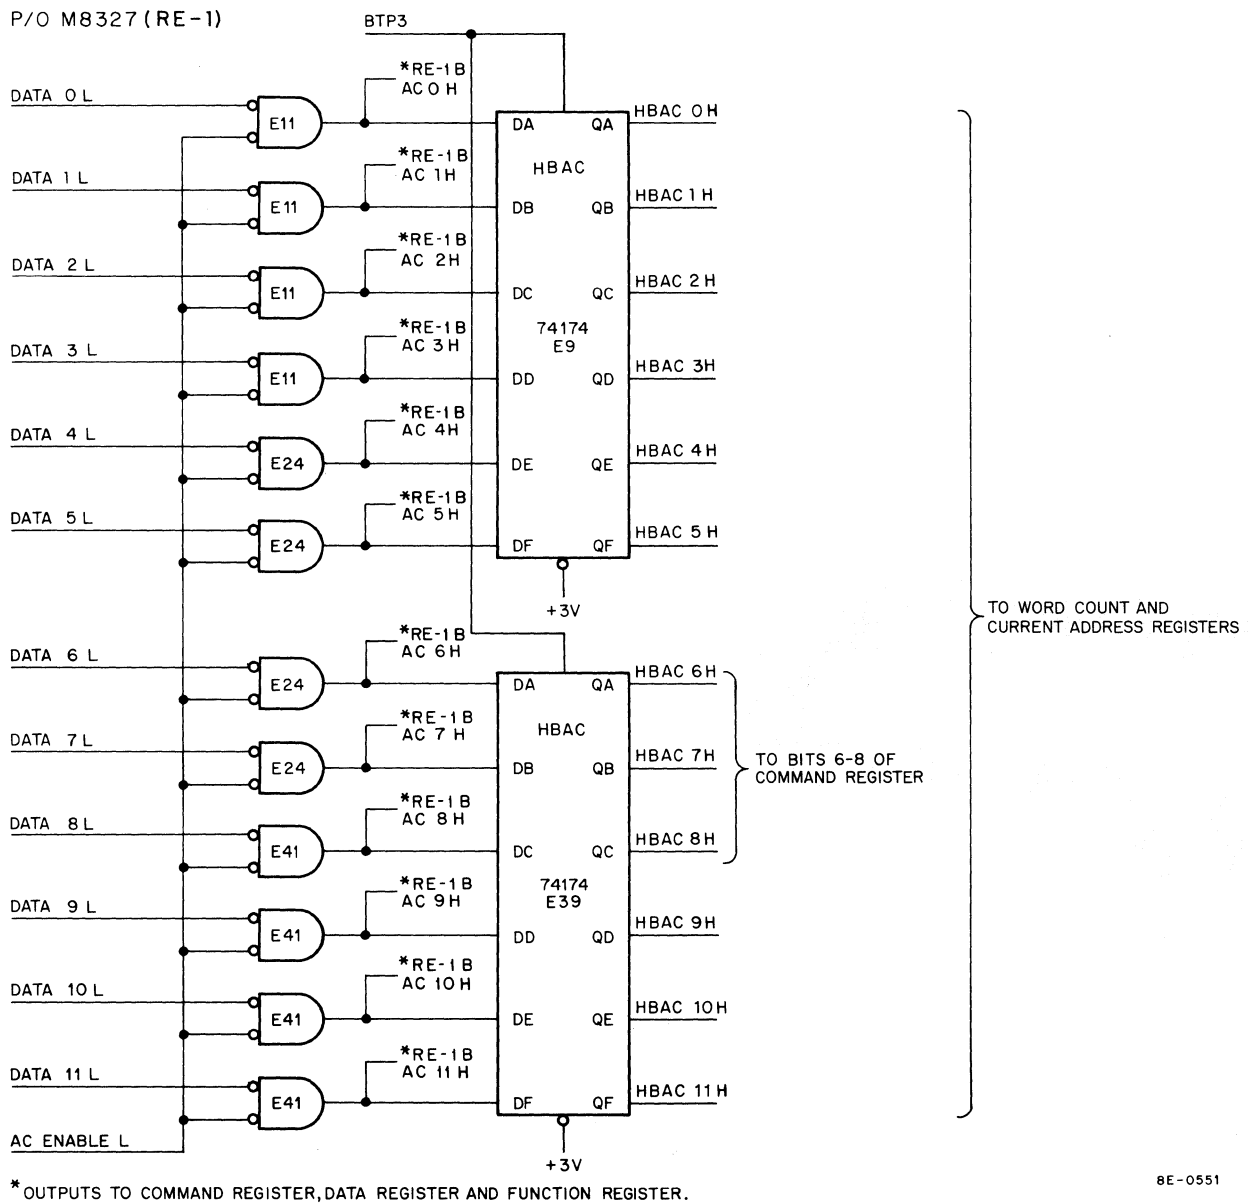 P/O M8327 (RE-1)
BTP3
DATA 0 L
E11
*RE-1B
AC 0 H
DA
QA
HBAC 0 H
HBAC
DATA 1 L
E11
*RE-1B
AC 1H
DB
QB
HBAC 1 H
DATA 2 L
E11
*RE-1B
AC 2H
DC
QC
HBAC 2 H
74174
E9
DATA 3 L
E11
*RE-1B
AC 3H
DD
QD
HBAC 3H
DATA 4 L
E24
*RE-1B
AC 4H
DE
QE
HBAC 4 H
DATA 5 L
E24
*RE-1B
AC 5H
DF
QF
HBAC 5 H
+3V
TO WORD COUNT AND
CURRENT ADDRESS REGISTERS
DATA 6 L
E24
*RE-1B
AC 6H
DA
QA
HBAC 6H
HBAC
DATA 7L
E24
*RE-1B
AC 7 H
DB
QB
HBAC 7H
TO BITS 6-8 OF
COMMAND REGISTER
DATA 8 L
E41
*RE-1B
AC 8 H
DC
QC
HBAC 8H
74174
E39
DATA 9 L
E41
*RE-1B
AC 9 H
DD
QD
HBAC 9H
DATA 10 L
E41
*RE-1B
AC 10 H
DE
QE
HBAC 10 H
DATA 11 L
E41
*RE-1B
AC 11 H
DF
QF
HBAC 11 H
AC ENABLE L
+3V
*OUTPUTS TO COMMAND REGISTER, DATA REGISTER AND FUNCTION REGISTER.
8E-0551